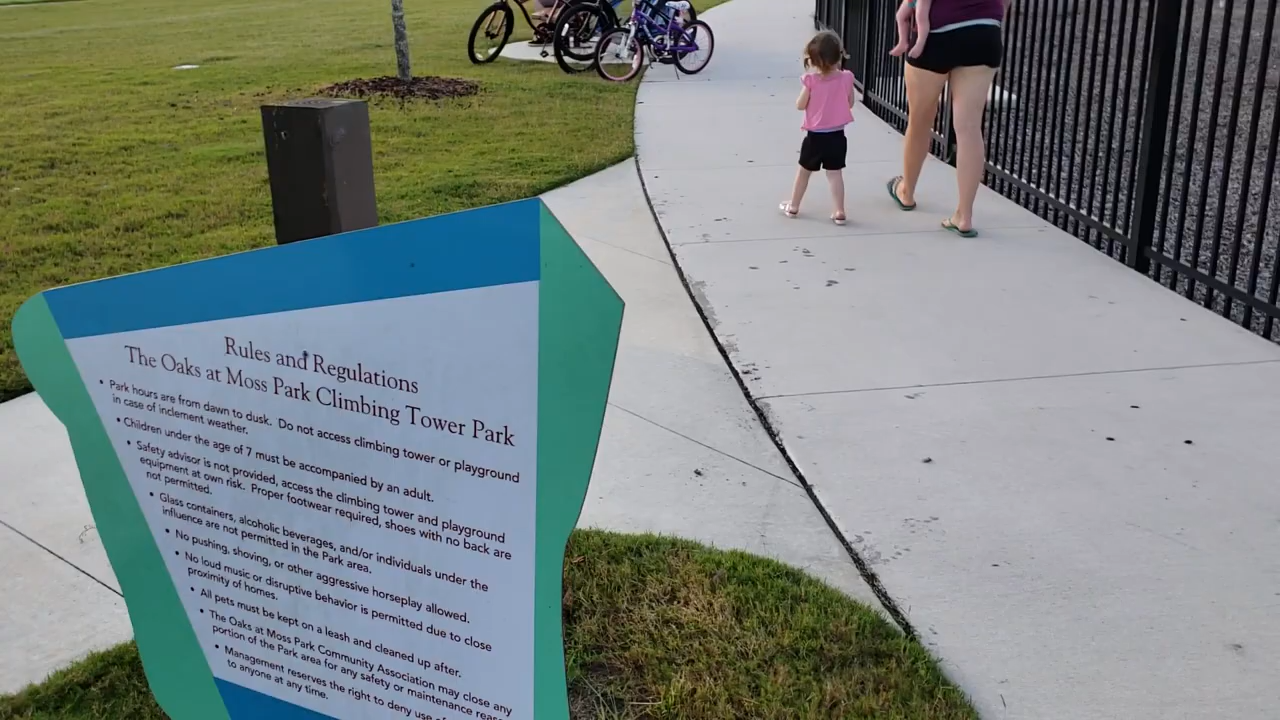 Rules and Regulations
The Oaks at Moss Park Climbing Tower Park
• Park hours are from dawn to dusk. Do not access climbing tower or playground
in case of inclement weather.
• Children under the age of 7 must be accompanied by an adult.
• Safety advisor is not provided, access the climbing tower and playground
equipment at own risk. Proper footwear required, shoes with no back are
not permitted.
• Glass containers, alcoholic beverages, and/or individuals under the
influence are not permitted in the Park area.
• No pushing, shoving, or other aggressive horseplay allowed.
• No loud music or disruptive behavior is permitted due to close
proximity of homes.
• All pets must be kept on a leash and cleaned up after.
• The Oaks at Moss Park Community Association may close any
portion of the Park area for any safety or maintenance
• Management reserves the right to deny use
to anyone at any time.